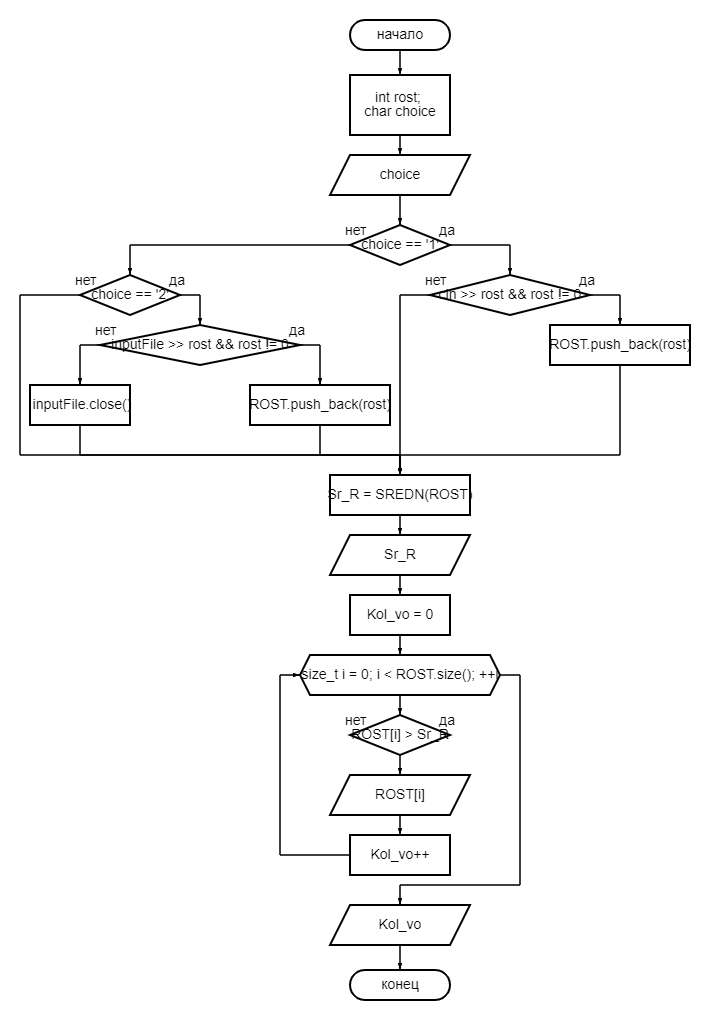 начало
int rost;
char choice
choice
нет
да
choice == '1'
нет
да
choice == '2'
нет
да
cin >> rost && rost != 0
нет
да
inputFile >> rost && rost != 0
ROST.push_back(rost)
inputFile.close()
ROST.push_back(rost)
Sr_R = SREDN(ROST)
Sr_R
Kol_vo = 0
size_t i = 0; i < ROST.size(); ++i
нет
да
ROST[i] > Sr_R
ROST[i]
Kol_vo++
Kol_vo
конец